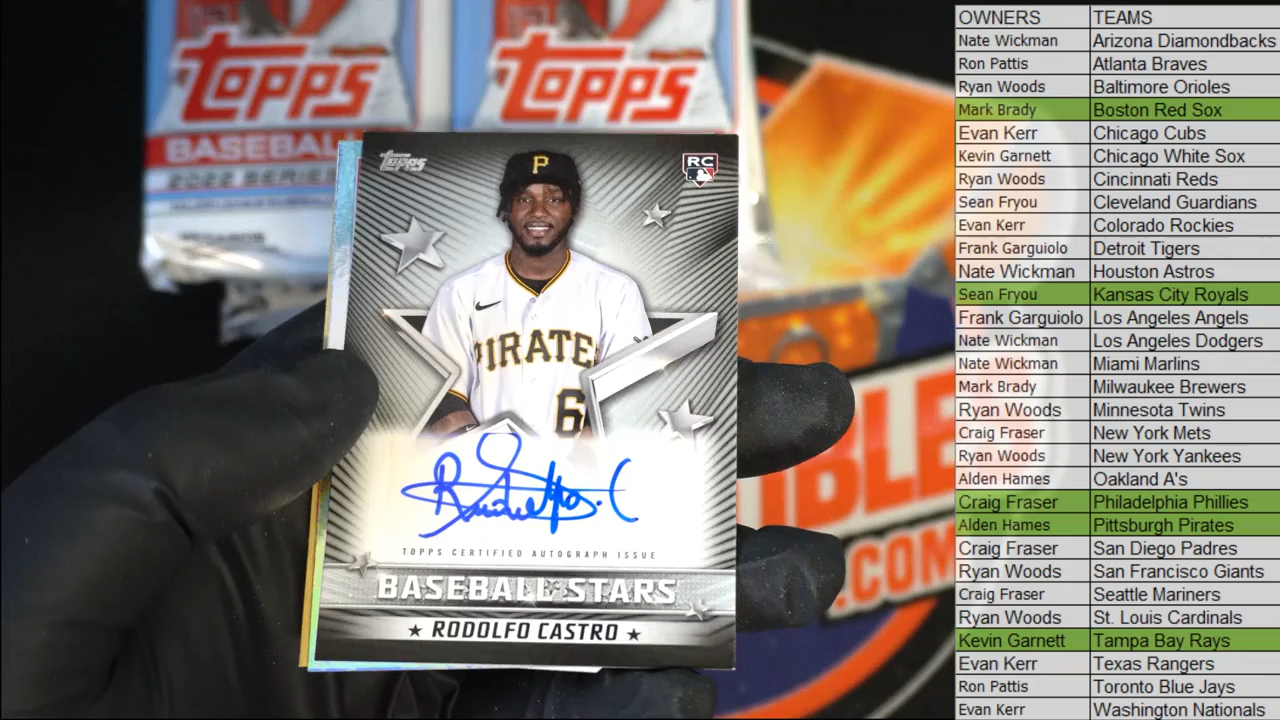 Topps
Topps
BASEBALL
2022 SERIES
Topps
RC
P
PIRATES
6
TOPPS CERTIFIED AUTOGRAPH ISSUE
BASEBALL STARS
★ RODOLFO CASTRO ★
IBLE
.COM
OWNERS TEAMS
Nate Wickman Arizona Diamondbacks
Ron Pattis Atlanta Braves
Ryan Woods Baltimore Orioles
Mark Brady Boston Red Sox
Evan Kerr Chicago Cubs
Kevin Garnett Chicago White Sox
Ryan Woods Cincinnati Reds
Sean Fryou Cleveland Guardians
Evan Kerr Colorado Rockies
Frank Garguiolo Detroit Tigers
Nate Wickman Houston Astros
Sean Fryou Kansas City Royals
Frank Garguiolo Los Angeles Angels
Nate Wickman Los Angeles Dodgers
Nate Wickman Miami Marlins
Mark Brady Milwaukee Brewers
Ryan Woods Minnesota Twins
Craig Fraser New York Mets
Ryan Woods New York Yankees
Alden Hames Oakland A's
Craig Fraser Philadelphia Phillies
Alden Hames Pittsburgh Pirates
Craig Fraser San Diego Padres
Ryan Woods San Francisco Giants
Craig Fraser Seattle Mariners
Ryan Woods St. Louis Cardinals
Kevin Garnett Tampa Bay Rays
Evan Kerr Texas Rangers
Ron Pattis Toronto Blue Jays
Evan Kerr Washington Nationals